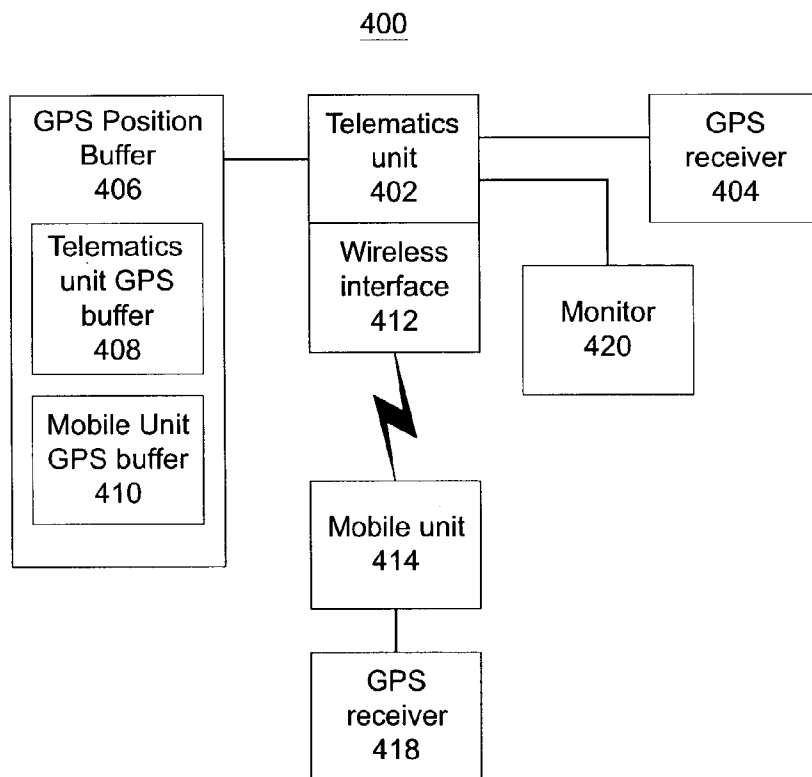 400
GPS Position
Buffer
406
Telematics
unit GPS
buffer
408
Mobile Unit
GPS buffer
410
Telematics
unit
402
Wireless
interface
412
GPS
receiver
404
Monitor
420
Mobile unit
414
GPS
receiver
418